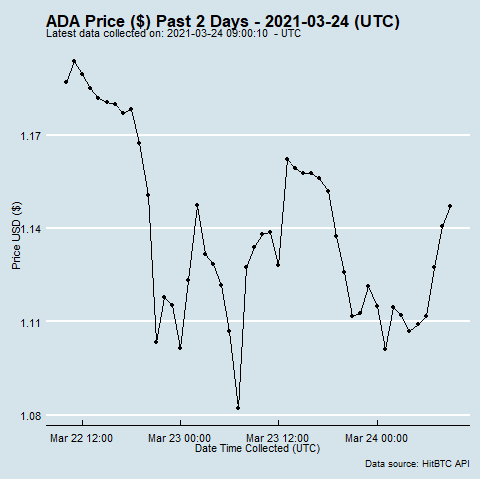 ADA Price ($) Past 2 Days - 2021-03-24 (UTC)
Latest data collected on: 2021-03-24 09:00:10 - UTC
Price USD ($)
1.17
1.14
1.11
1.08
Mar 22 12:00
Mar 23 00:00
Mar 23 12:00
Mar 24 00:00
Date Time Collected (UTC)
Data source: HitBTC API